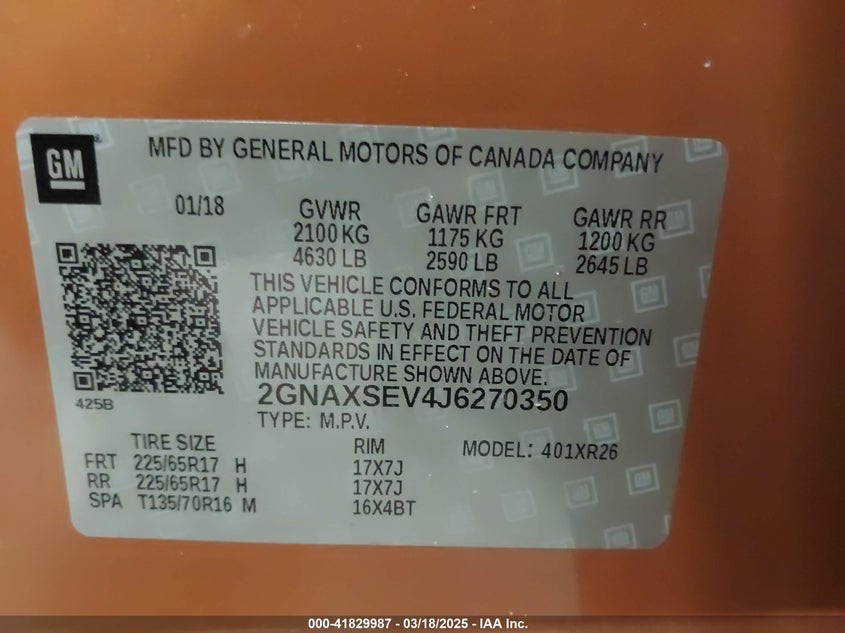 GM
MFD BY GENERAL MOTORS OF CANADA COMPANY
01/18 GVWR GAWR FRT GAWR RR
2100 KG 1175 KG 1200 KG
4630 LB 2590 LB 2645 LB
THIS VEHICLE CONFORMS TO ALL
APPLICABLE U.S. FEDERAL MOTOR
VEHICLE SAFETY AND THEFT PREVENTION
STANDARDS IN EFFECT ON THE DATE OF
MANUFACTURE SHOWN ABOVE.
425B
2GNAXSEV4J6270350
TYPE: M.P.V.
TIRE SIZE RIM MODEL: 401XR26
FRT 225/65R17 H 17X7J
RR 225/65R17 H 17X7J
SPA T135/70R16 M 16X4BT
000-41829987 - 03/18/2025 - IAA Inc.